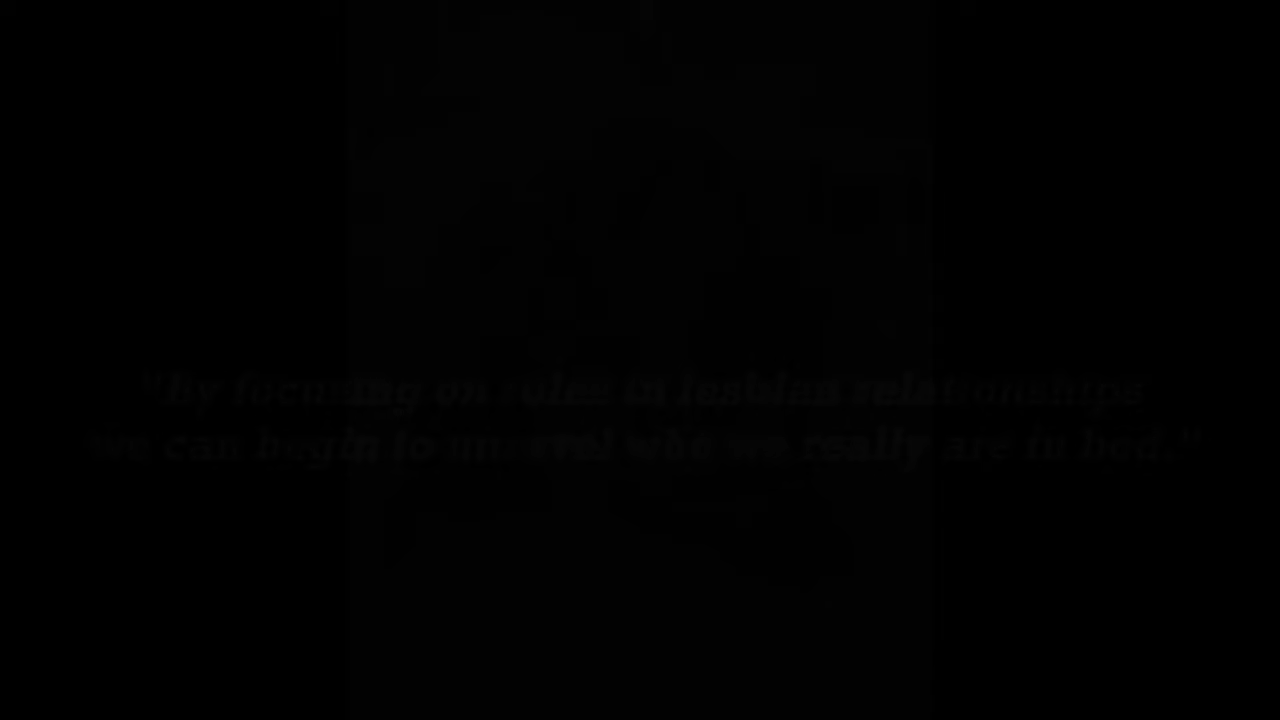 "By focusing on roles in lesbian relationships
we can begin to unravel who we really are in bed."